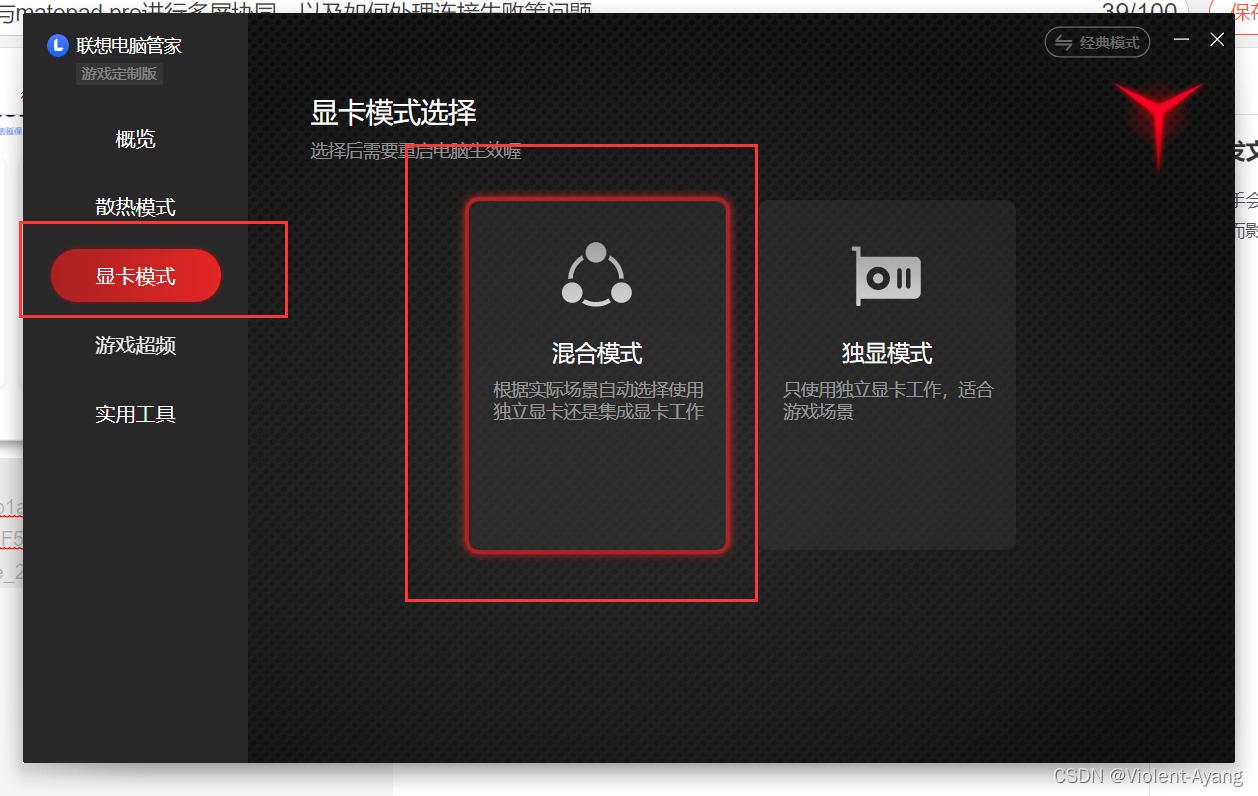 与matepad pro进行多屏协同，以及如何处理连接失败等问题
39/100
保存
联想电脑管家
游戏定制版
经典模式
概览
散热模式
显卡模式
游戏超频
实用工具
显卡模式选择
选择后需要重启电脑生效喔
混合模式
根据实际场景自动选择使用
独立显卡还是集成显卡工作
独显模式
只使用独立显卡工作，适合
游戏场景
CSDN @Violent-Ayang